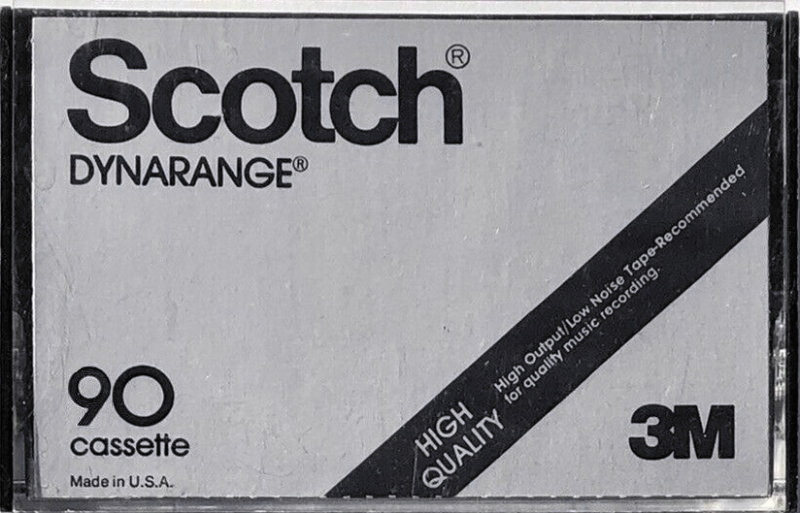 Scotch®
DYNARANGE®
High Output/Low Noise Tape-Recommended
for quality music recording.
HIGH
QUALITY
90
cassette
3M
Made in U.S.A.